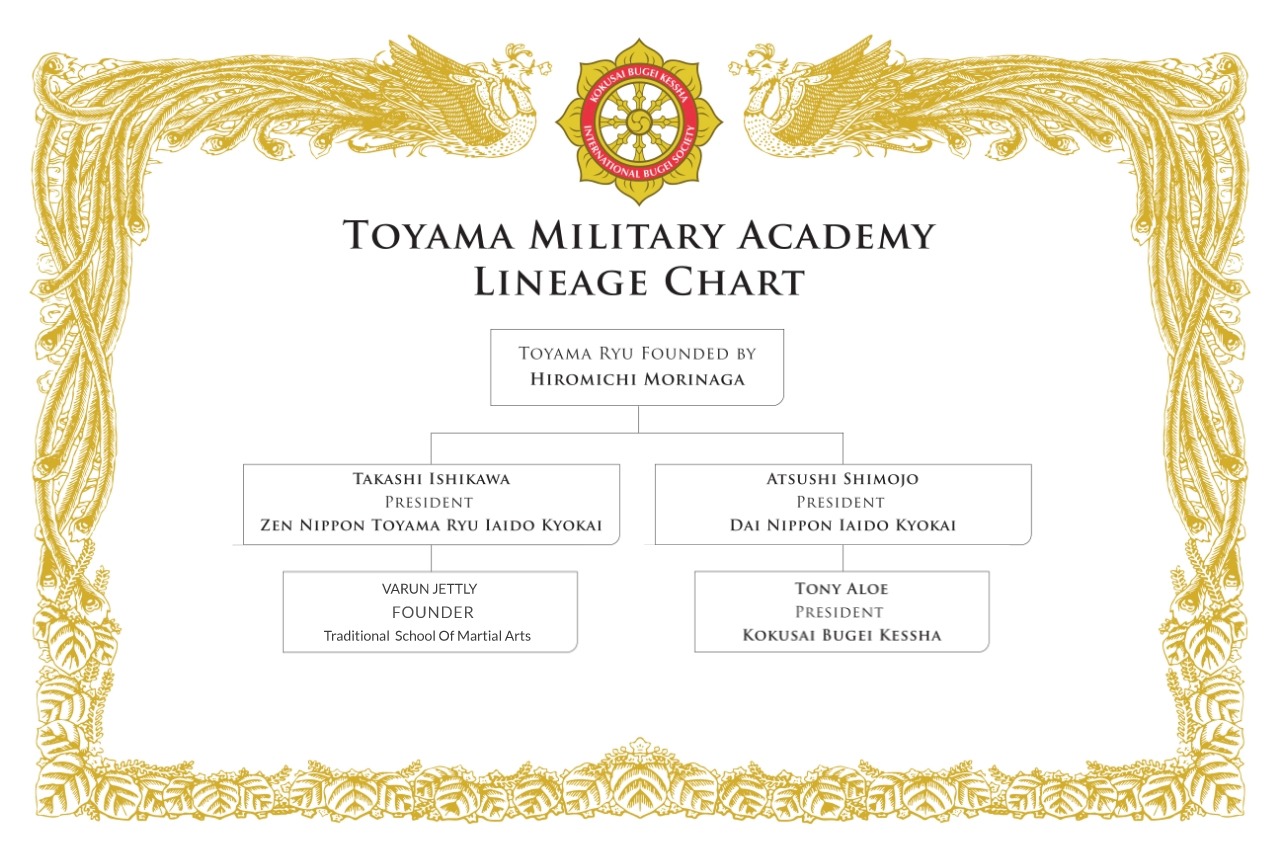 KOKUSAI BUGEI KESSHA
INTERNATIONAL BUGEI SOCIETY
TOYAMA MILITARY ACADEMY
LINEAGE CHART
TOYAMA RYU FOUNDED BY
HIROMICHI MORINAGA
TAKASHI ISHIKAWA
PRESIDENT
ZEN NIPPON TOYAMA RYU IAIDO KYOKAI
ATSUSHI SHIMOJO
PRESIDENT
DAI NIPPON IAIDO KYOKAI
VARUN JETTLY
FOUNDER
Traditional School Of Martial Arts
TONY ALOE
PRESIDENT
KOKUSAI BUGEI KESSHA